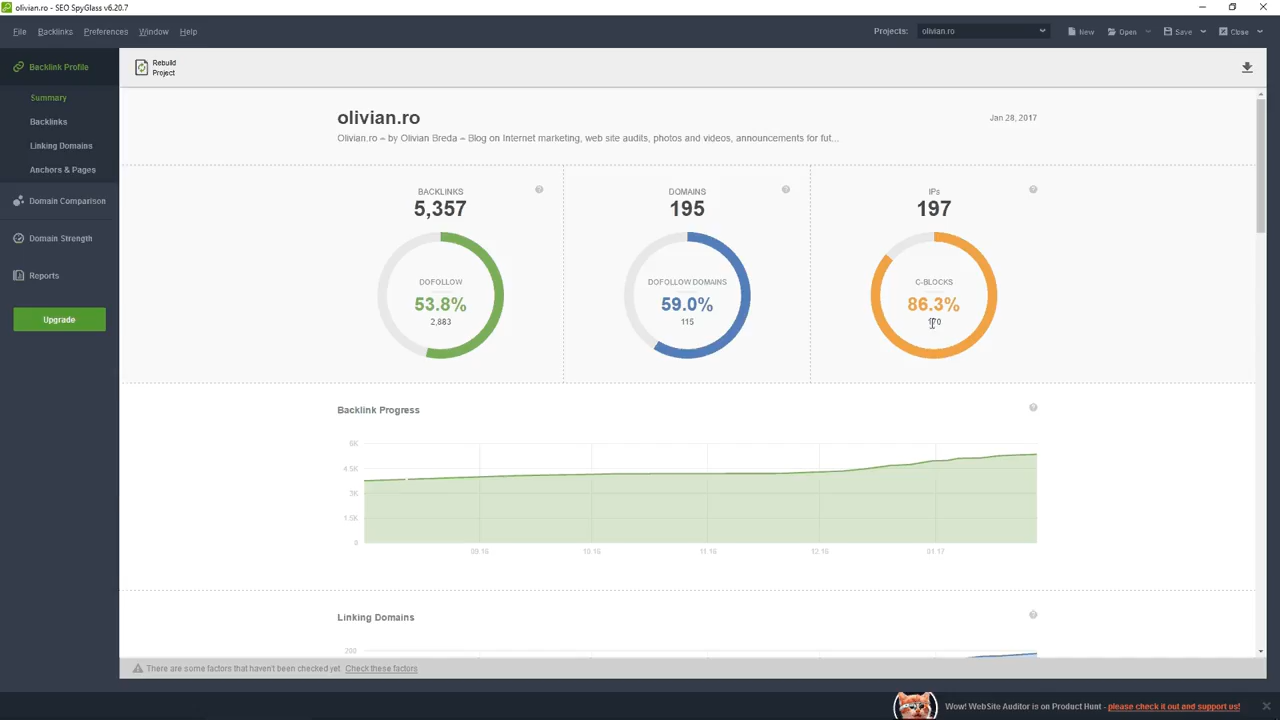 olivian.ro - SEO SpyGlass v6.20.7
File Backlinks Preferences Window Help
Projects: olivian.ro New Open Save Close
Backlink Profile
Summary
Backlinks
Linking Domains
Anchors & Pages
Domain Comparison
Domain Strength
Reports
Upgrade
Rebuild
Project
olivian.ro
Jan 28, 2017
Olivian.ro – by Olivian Breda – Blog on Internet marketing, web site audits, photos and videos, announcements for fut...
BACKLINKS
5,357
DOFOLLOW
53.8%
2,883
DOMAINS
195
DOFOLLOW DOMAINS
59.0%
115
IPs
197
C-BLOCKS
86.3%
Backlink Progress
6K
4.5K
3K
1.5K
0
09.16 10.16 11.16 12.16 01.17
Linking Domains
200
There are some factors that haven't been checked yet. Check these factors
Wow! WebSite Auditor is on Product Hunt - please check it out and support us!